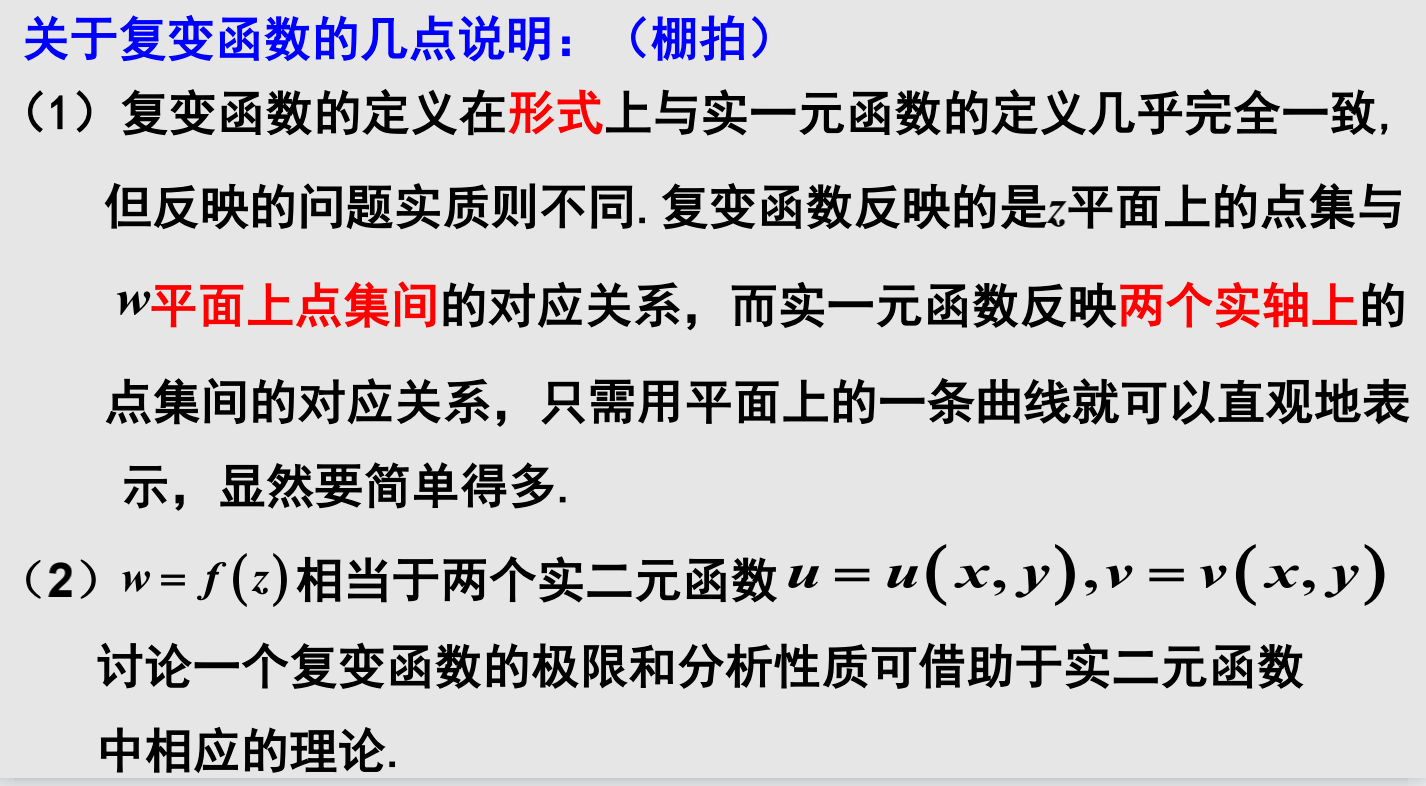 关于复变函数的几点说明：（棚拍）
（1）复变函数的定义在形式上与实一元函数的定义几乎完全一致,
但反映的问题实质则不同.复变函数反映的是z平面上的点集与
w平面上点集间的对应关系，而实一元函数反映两个实轴上的
点集间的对应关系，只需用平面上的一条曲线就可以直观地表
示，显然要简单得多.
（2）w = f(z)相当于两个实二元函数u = u(x, y), v = v(x, y)
讨论一个复变函数的极限和分析性质可借助于实二元函数
中相应的理论.